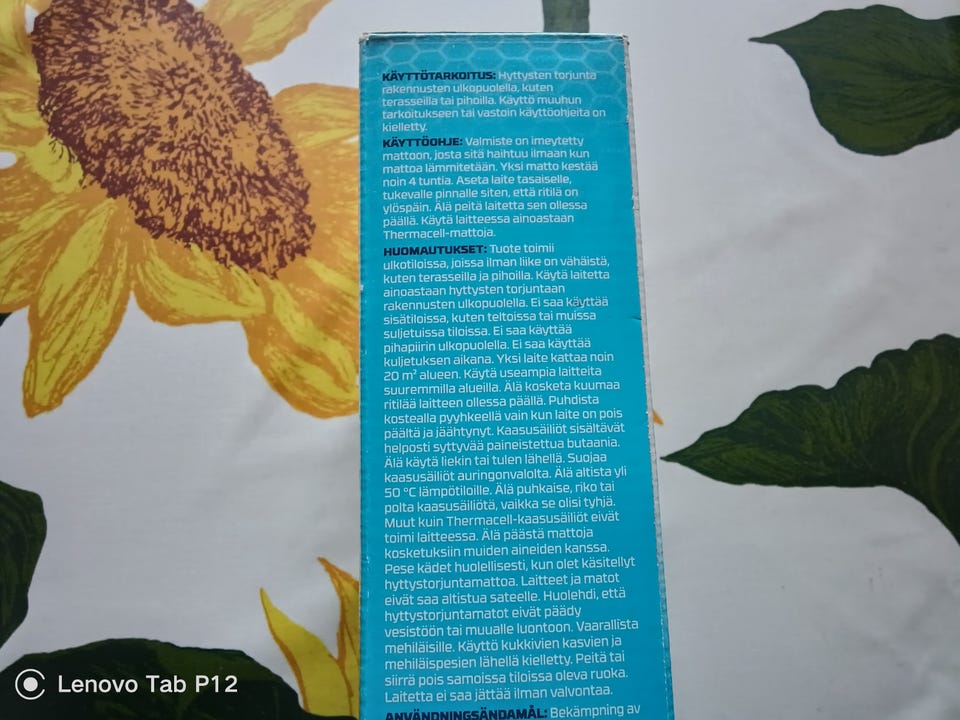 KÄYTTÖTARKOITUS: Hyttysten torjunta
rakennusten ulkopuolella, kuten
terasseilla tai pihoilla. Käyttö muuhun
tarkoitukseen tai vastoin käyttöohjeita on
kielletty.
KÄYTTÖOHJE: Valmiste on imeytetty
mattoon, josta sitä haihtuu ilmaan kun
mattoa lämmitetään. Yksi matto kestää
noin 4 tuntia. Aseta laite tasaiselle,
tukevalle pinnalle siten, että ritilä on
ylöspäin. Älä peitä laitetta sen ollessa
päällä. Käytä laitteessa ainoastaan
Thermacell-mattoja.
HUOMAUTUKSET: Tuote toimii
ulkotiloissa, joissa ilman liike on vähäistä,
kuten terasseilla ja pihoilla. Käytä laitetta
ainoastaan hyttysten torjuntaan
rakennusten ulkopuolella. Ei saa käyttää
sisätiloissa, kuten teltoissa tai muissa
suljetuissa tiloissa. Ei saa käyttää
pihapiirin ulkopuolella. Ei saa käyttää
kuljetuksen aikana. Yksi laite kattaa noin
20 m² alueen. Käytä useampia laitteita
suuremmilla alueilla. Älä kosketa kuumaa
ritilää laitteen ollessa päällä. Puhdista
kostealla pyyhkeellä vain kun laite on pois
päältä ja jäähtynyt. Kaasusäiliöt sisältävät
helposti syttyvää paineistettua butaania.
Älä käytä liekin tai tulen lähellä. Suojaa
kaasusäiliöt auringonvalolta. Älä altista yli
50 °C lämpötiloille. Älä puhkaise, riko tai
polta kaasusäiliötä, vaikka se olisi tyhjä.
Muut kuin Thermacell-kaasusäiliöt eivät
toimi laitteessa. Älä päästä mattoja
kosketuksiin muiden aineiden kanssa.
Pese kädet huolellisesti, kun olet käsitellyt
hyttystorjuntamattoa. Laitteet ja matot
eivät saa altistua sateelle. Huolehdi, että
hyttystorjuntamatot eivät päädy
vesistöön tai muualle luontoon. Vaarallista
mehiläisille. Käyttö kukkivien kasvien ja
mehiläispesien lähellä kielletty. Peitä tai
siirrä pois samoissa tiloissa oleva ruoka.
Laitetta ei saa jättää ilman valvontaa.
ANVÄNDNINGSÄNDAMÅL: Bekämpning av
Lenovo Tab P12